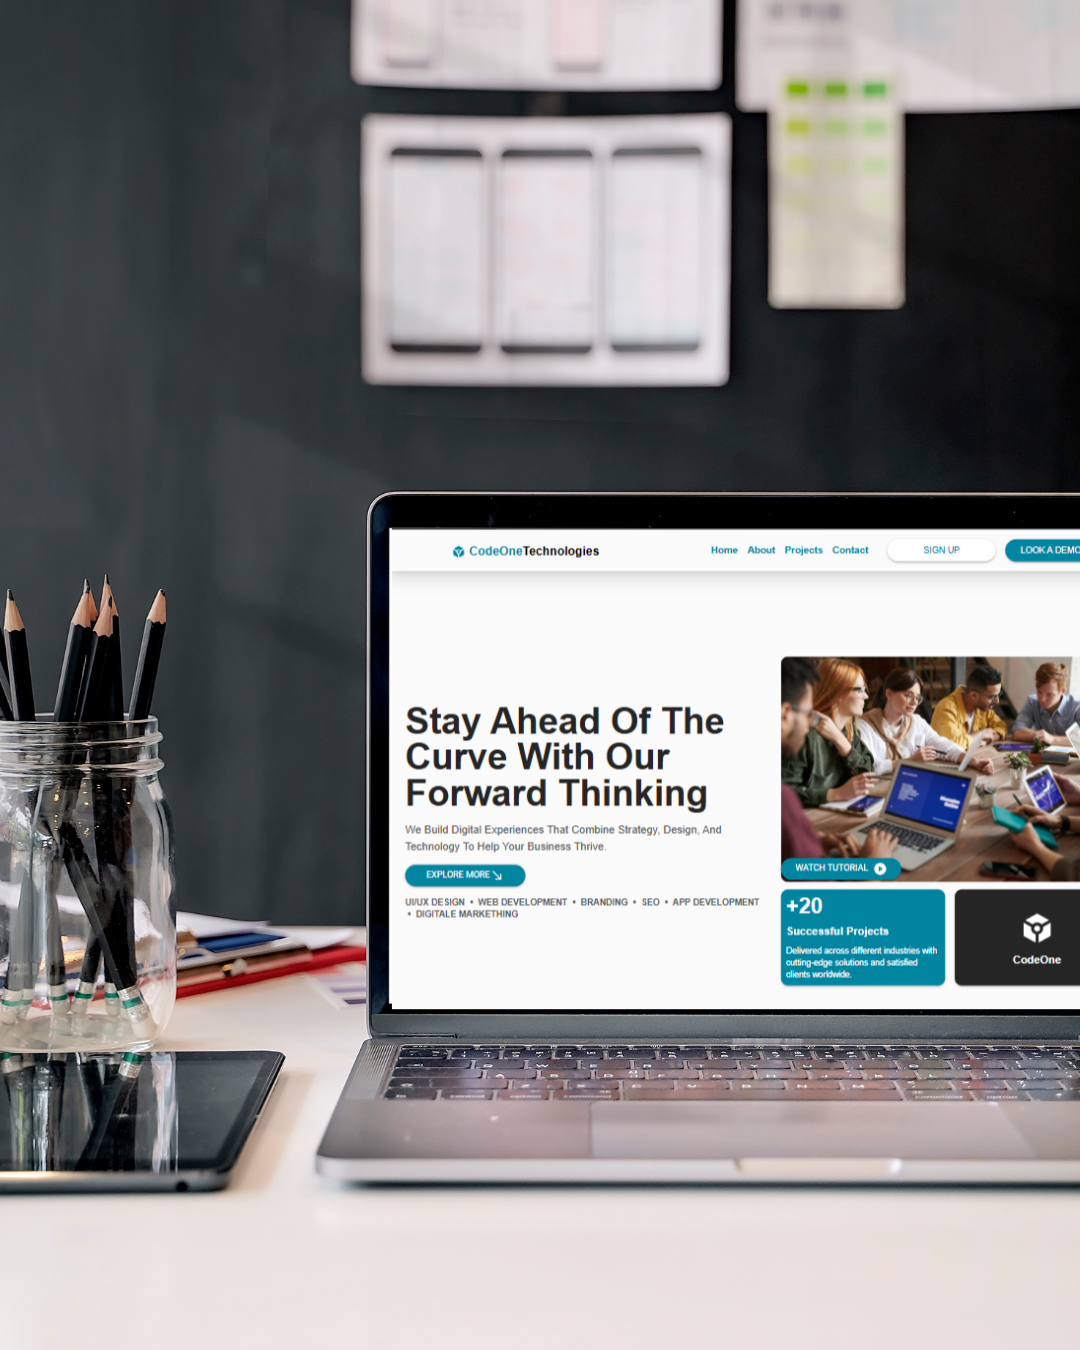 CodeOneTechnologies
Home About Projects Contact SIGN UP LOOK A DEMO
Stay Ahead Of The
Curve With Our
Forward Thinking
We Build Digital Experiences That Combine Strategy, Design, And
Technology To Help Your Business Thrive.
EXPLORE MORE
UI/UX DESIGN • WEB DEVELOPMENT • BRANDING • SEO • APP DEVELOPMENT
• DIGITALE MARKETHING
WATCH TUTORIAL
+20
Successful Projects
Delivered across different industries with
cutting-edge solutions and satisfied
clients worldwide.
CodeOne